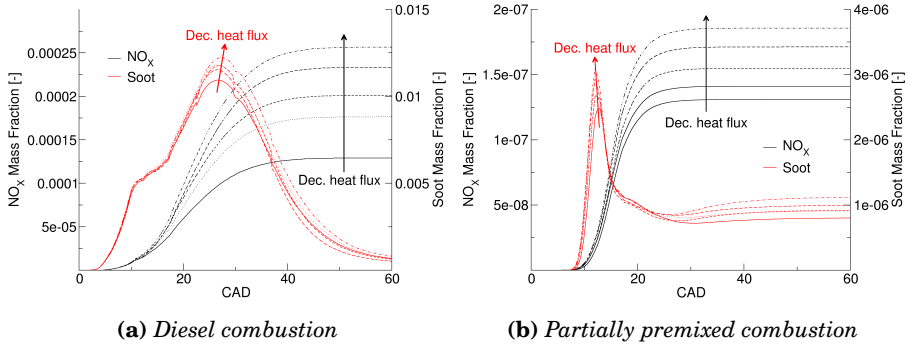 0.015
0.00025
0.0002
0.00015
0.0001
5e-05
0.01
0.005
NOX Mass Fraction [-]
Soot Mass Fraction [-]
NOX
Soot
Dec. heat flux
Dec. heat flux
0 20 40 60
CAD
(a) Diesel combustion
2e-07
1.5e-07
1e-07
5e-08
4e-06
3e-06
2e-06
1e-06
NOX Mass Fraction [-]
Soot Mass Fraction [-]
Dec. heat flux
Dec. heat flux
NOX
Soot
0 20 40 60
CAD
(b) Partially premixed combustion